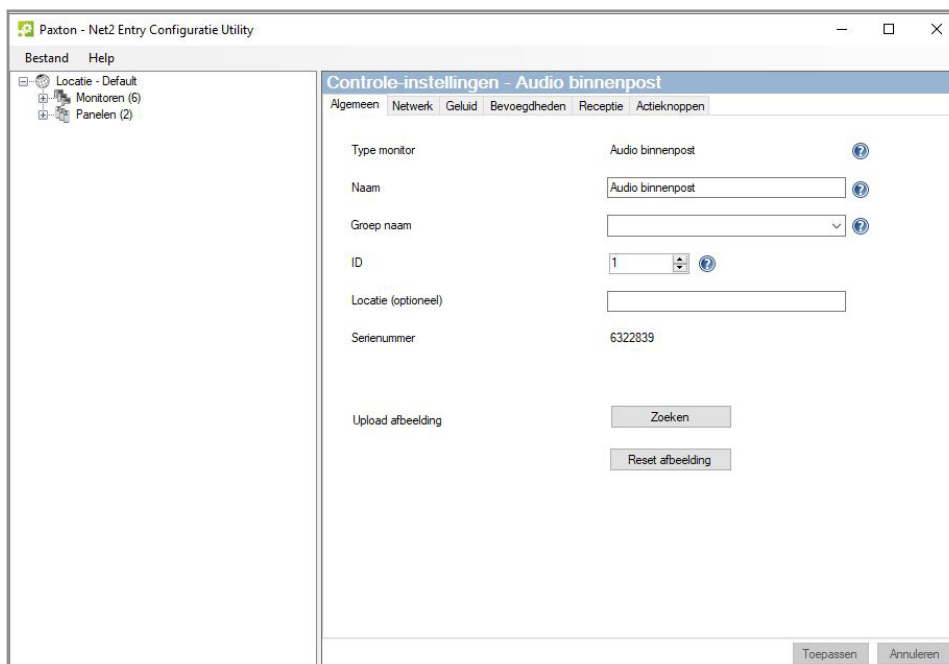 Paxton - Net2 Entry Configuratie Utility
Bestand Help
Locatie - Default
Monitoren (6)
Panelen (2)
Controle-instellingen - Audio binnenpost
Algemeen Netwerk Geluid Bevoegdheden Receptie Actieknoppen
Type monitor Audio binnenpost
Naam Audio binnenpost
Groep naam
ID 1
Locatie (optioneel)
Serienummer 6322839
Upload afbeelding Zoeken
Reset afbeelding
Toepassen Annuleren